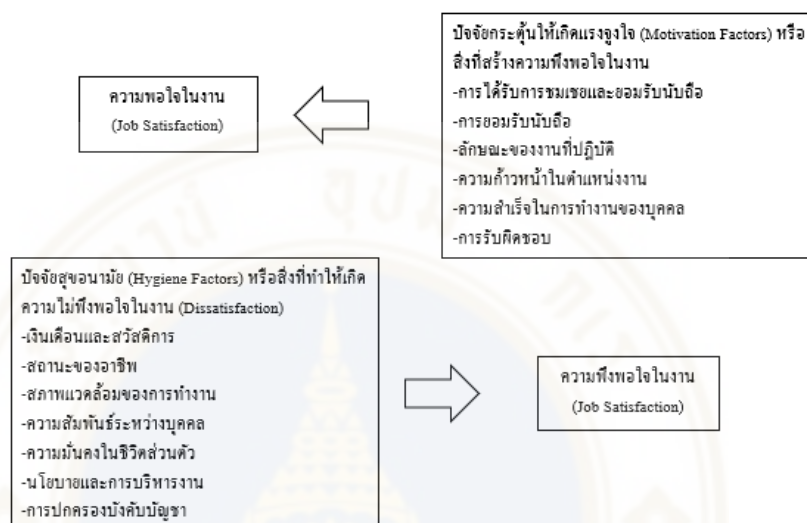 ปัจจัยกระตุ้นให้เกิดแรงจูงใจ (Motivation Factors) หรือ
สิ่งที่สร้างความพึงพอใจในงาน
-การได้รับการชมเชยและยอมรับนับถือ
-การยอมรับนับถือ
-ลักษณะของงานที่ปฏิบัติ
-ความก้าวหน้าในตำแหน่งงาน
-ความสำเร็จในการทำงานของบุคคล
-การรับผิดชอบ
ความพอใจในงาน
(Job Satisfaction)
ปัจจัยสุขอนามัย (Hygiene Factors) หรือสิ่งที่ทำให้เกิด
ความไม่พึงพอใจในงาน (Dissatisfaction)
-เงินเดือนและสวัสดิการ
-สถานะของอาชีพ
-สภาพแวดล้อมของการทำงาน
-ความสัมพันธ์ระหว่างบุคคล
-ความมั่นคงในชีวิตส่วนตัว
-นโยบายและการบริหารงาน
-การปกครองบังคับบัญชา
ความพึงพอใจในงาน
(Job Satisfaction)